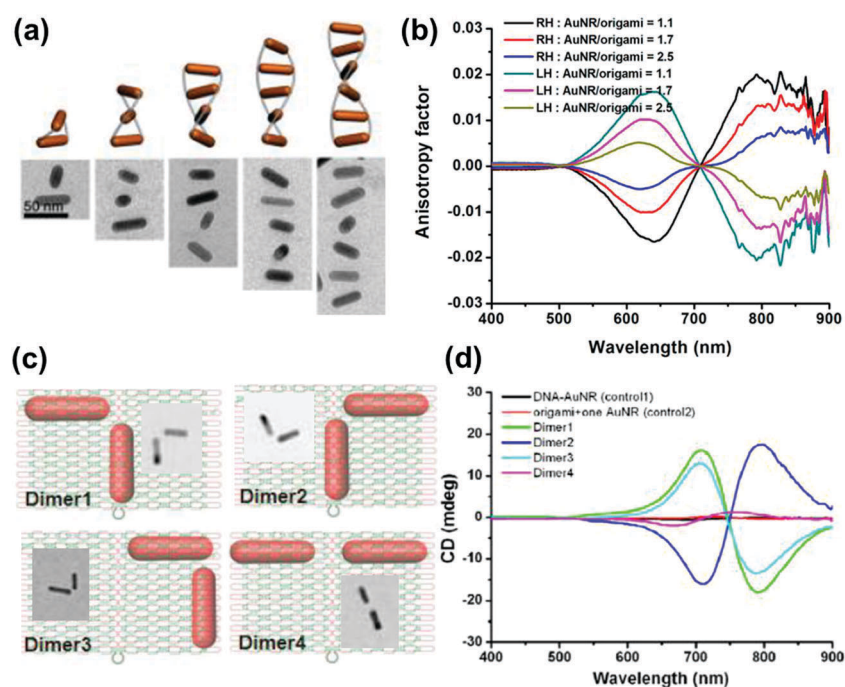 (a)
50 nm
(b)
RH : AuNR/origami = 1.1
RH : AuNR/origami = 1.7
RH : AuNR/origami = 2.5
LH : AuNR/origami = 1.1
LH : AuNR/origami = 1.7
LH : AuNR/origami = 2.5
Anisotropy factor
0.03
0.02
0.01
0.00
-0.01
-0.02
-0.03
400
500
600
700
800
900
Wavelength (nm)
(c)
Dimer1
Dimer2
Dimer3
Dimer4
(d)
DNA-AuNR (control1)
origami+one AuNR (control2)
Dimer1
Dimer2
Dimer3
Dimer4
CD (mdeg)
30
20
10
0
-10
-20
-30
400
500
600
700
800
900
Wavelength (nm)